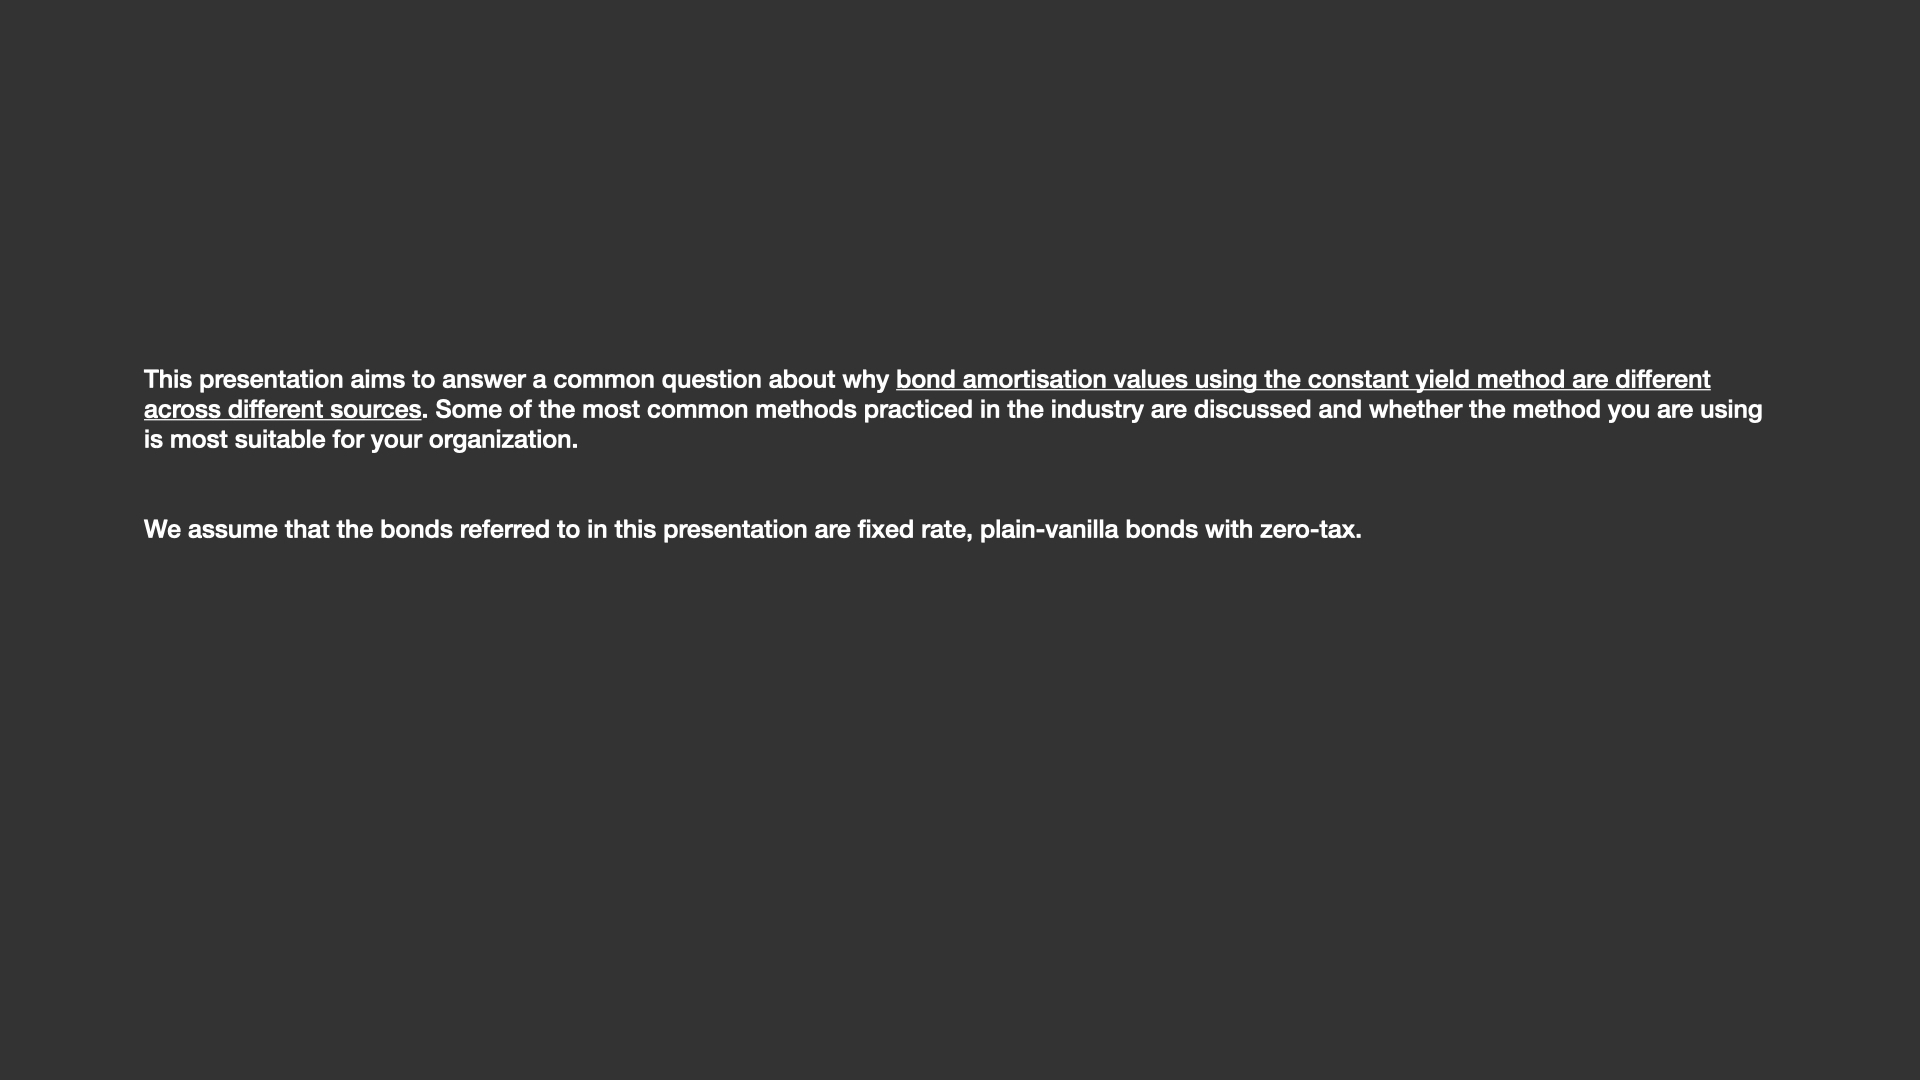 This presentation aims to answer a common question about why bond amortisation values using the constant yield method are different
across different sources. Some of the most common methods practiced in the industry are discussed and whether the method you are using
is most suitable for your organization.
We assume that the bonds referred to in this presentation are fixed rate, plain-vanilla bonds with zero-tax.